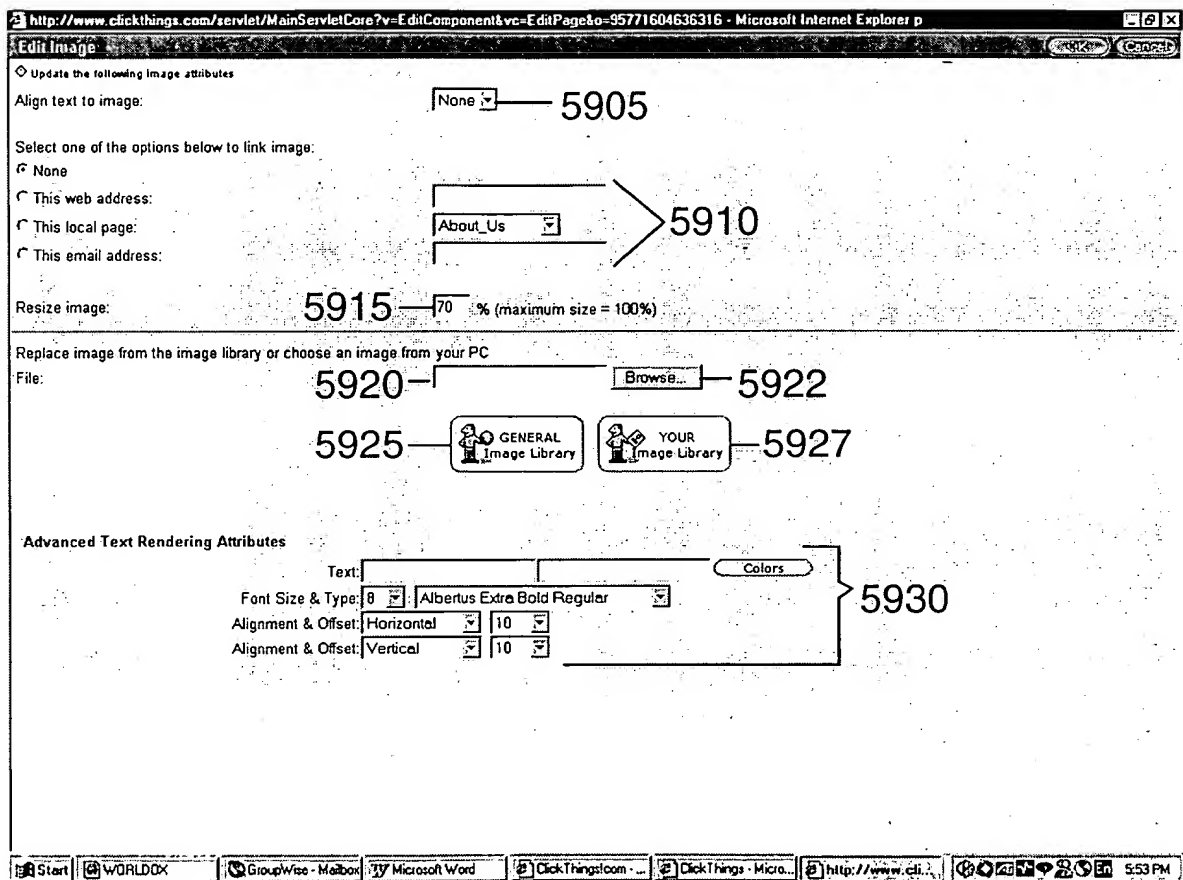 http://www.clickthings.com/servlet/MainServletCore?v=EditComponent&vc=EditPage&o=95771604636316 - Microsoft Internet Explorer p
Edit Image OK Cancel
Update the following image attributes
Align text to image: None 5905
Select one of the options below to link image:
None
This web address:
This local page: About_Us 5910
This email address:
Resize image: 5915 70 % (maximum size = 100%)
Replace image from the image library or choose an image from your PC
File: 5920 Browse... 5922
5925 GENERAL Image Library YOUR Image Library 5927
Advanced Text Rendering Attributes
Text: Colors
Font Size & Type: 8 : Albertus Extra Bold Regular 5930
Alignment & Offset: Horizontal 10
Alignment & Offset: Vertical 10
Start WORLDOX GroupWise - Mailbox Microsoft Word ClickThings!com - ... ClickThings - Micro... http://www.cli... En 5:53 PM